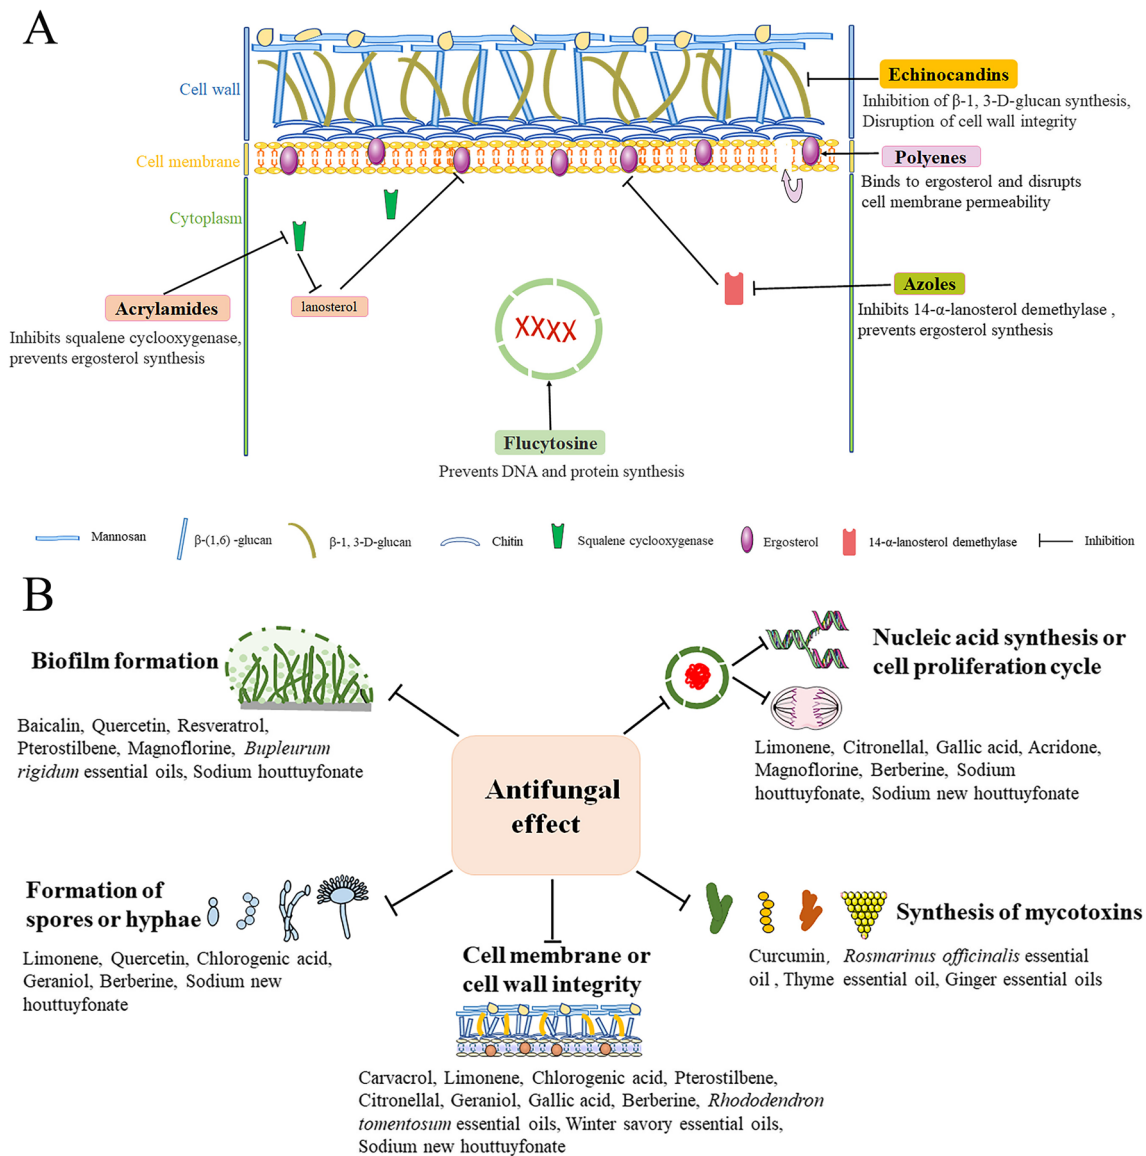 A
Cell wall
Cell membrane
Cytoplasm
Echinocandins
Inhibition of β-1, 3-D-glucan synthesis,
Disruption of cell wall integrity
Polyenes
Binds to ergosterol and disrupts
cell membrane permeability
Azoles
Inhibits 14-α-lanosterol demethylase ,
prevents ergosterol synthesis
Acrylamides
Inhibits squalene cyclooxygenase,
prevents ergosterol synthesis
lanosterol
XXXX
Flucytosine
Prevents DNA and protein synthesis
Mannosan
β-(1,6) -glucan
β-1, 3-D-glucan
Chitin
Squalene cyclooxygenase
Ergosterol
14-α-lanosterol demethylase
Inhibition
B
Biofilm formation
Baicalin, Quercetin, Resveratrol,
Pterostilbene, Magnoflorine, Bupleurum
rigidum essential oils, Sodium houttuyfonate
Nucleic acid synthesis or
cell proliferation cycle
Limonene, Citronellal, Gallic acid, Acridone,
Magnoflorine, Berberine, Sodium
houttuyfonate, Sodium new houttuyfonate
Antifungal
effect
Formation of
spores or hyphae
Limonene, Quercetin, Chlorogenic acid,
Geraniol, Berberine, Sodium new
houttuyfonate
Cell membrane or
cell wall integrity
Carvacrol, Limonene, Chlorogenic acid, Pterostilbene,
Citronellal, Geraniol, Gallic acid, Berberine, Rhododendron
tomentosum essential oils, Winter savory essential oils,
Sodium new houttuyfonate
Synthesis of mycotoxins
Curcumin, Rosmarinus officinalis essential
oil , Thyme essential oil, Ginger essential oils